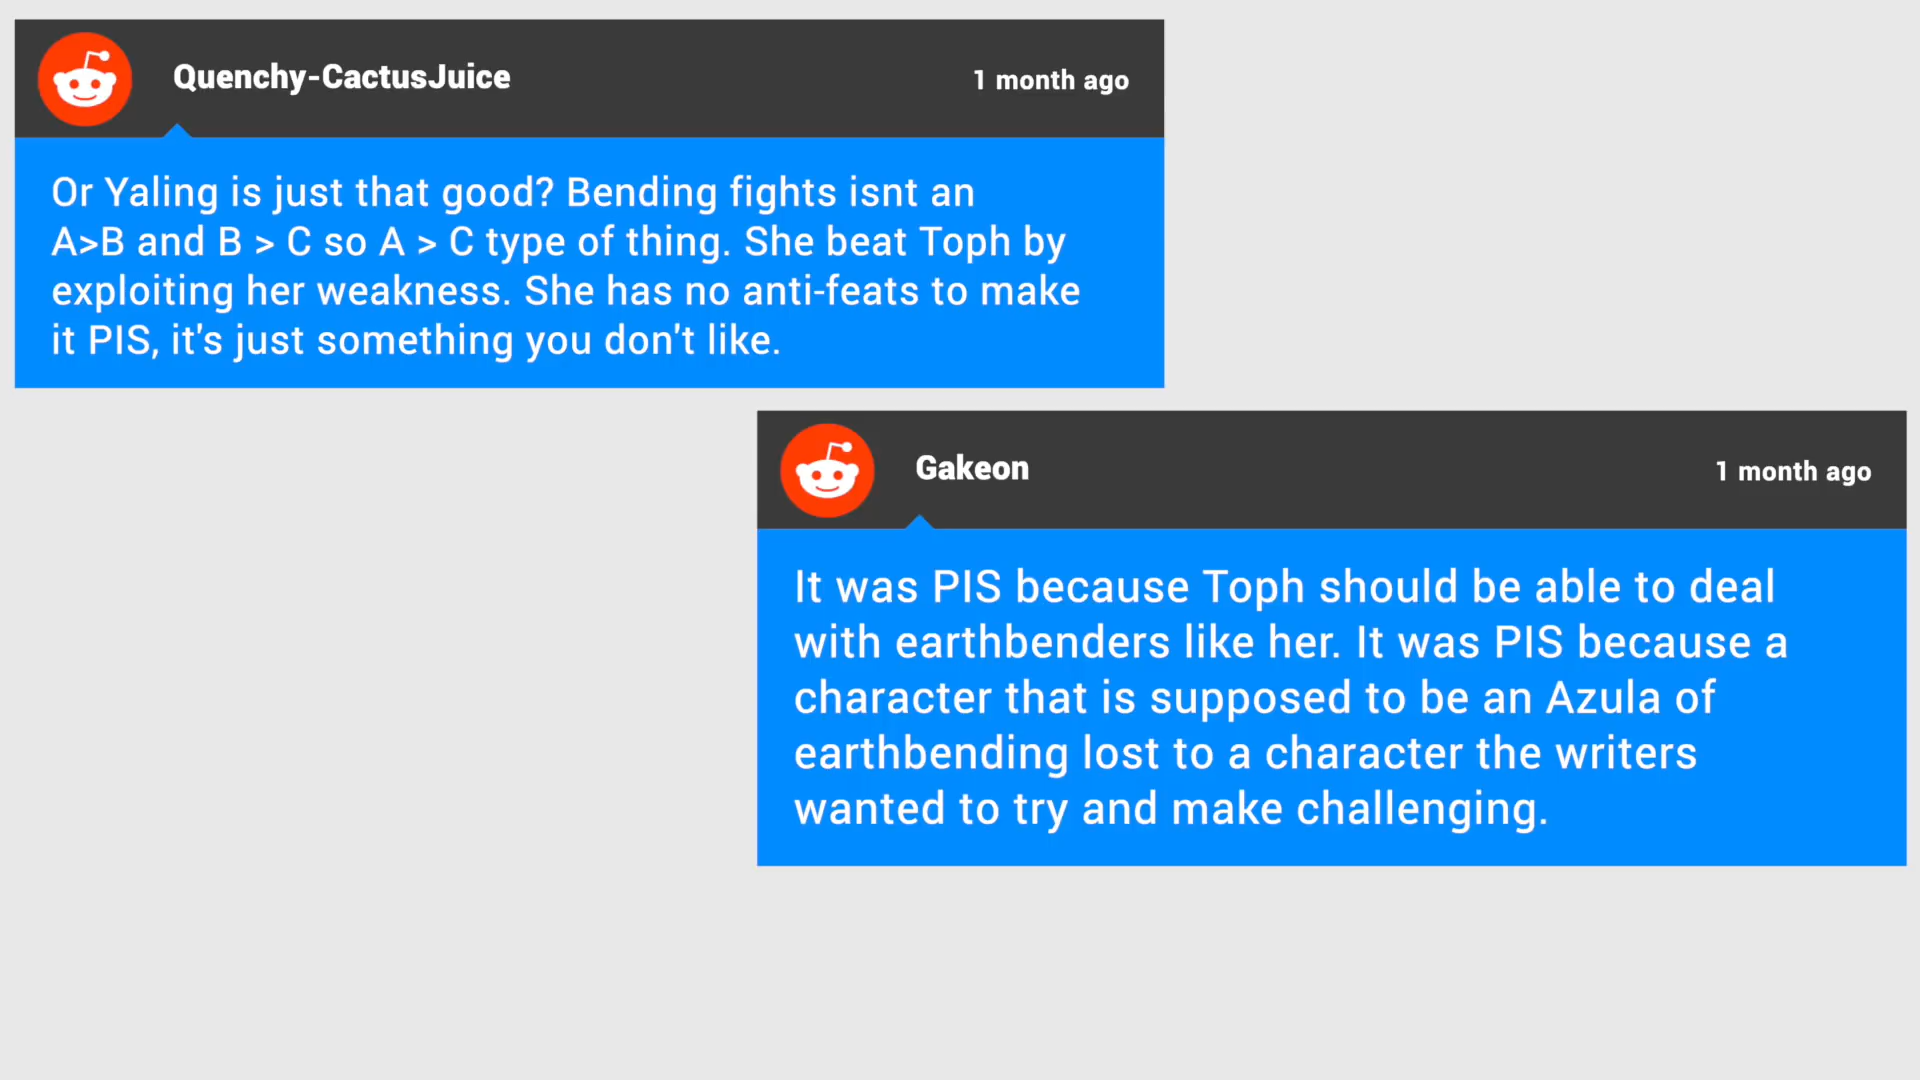 Quenchy-CactusJuice
1 month ago
Or Yaling is just that good? Bending fights isnt an
A>B and B > C so A > C type of thing. She beat Toph by
exploiting her weakness. She has no anti-feats to make
it PIS, it's just something you don't like.
Gakeon
1 month ago
It was PIS because Toph should be able to deal
with earthbenders like her. It was PIS because a
character that is supposed to be an Azula of
earthbending lost to a character the writers
wanted to try and make challenging.